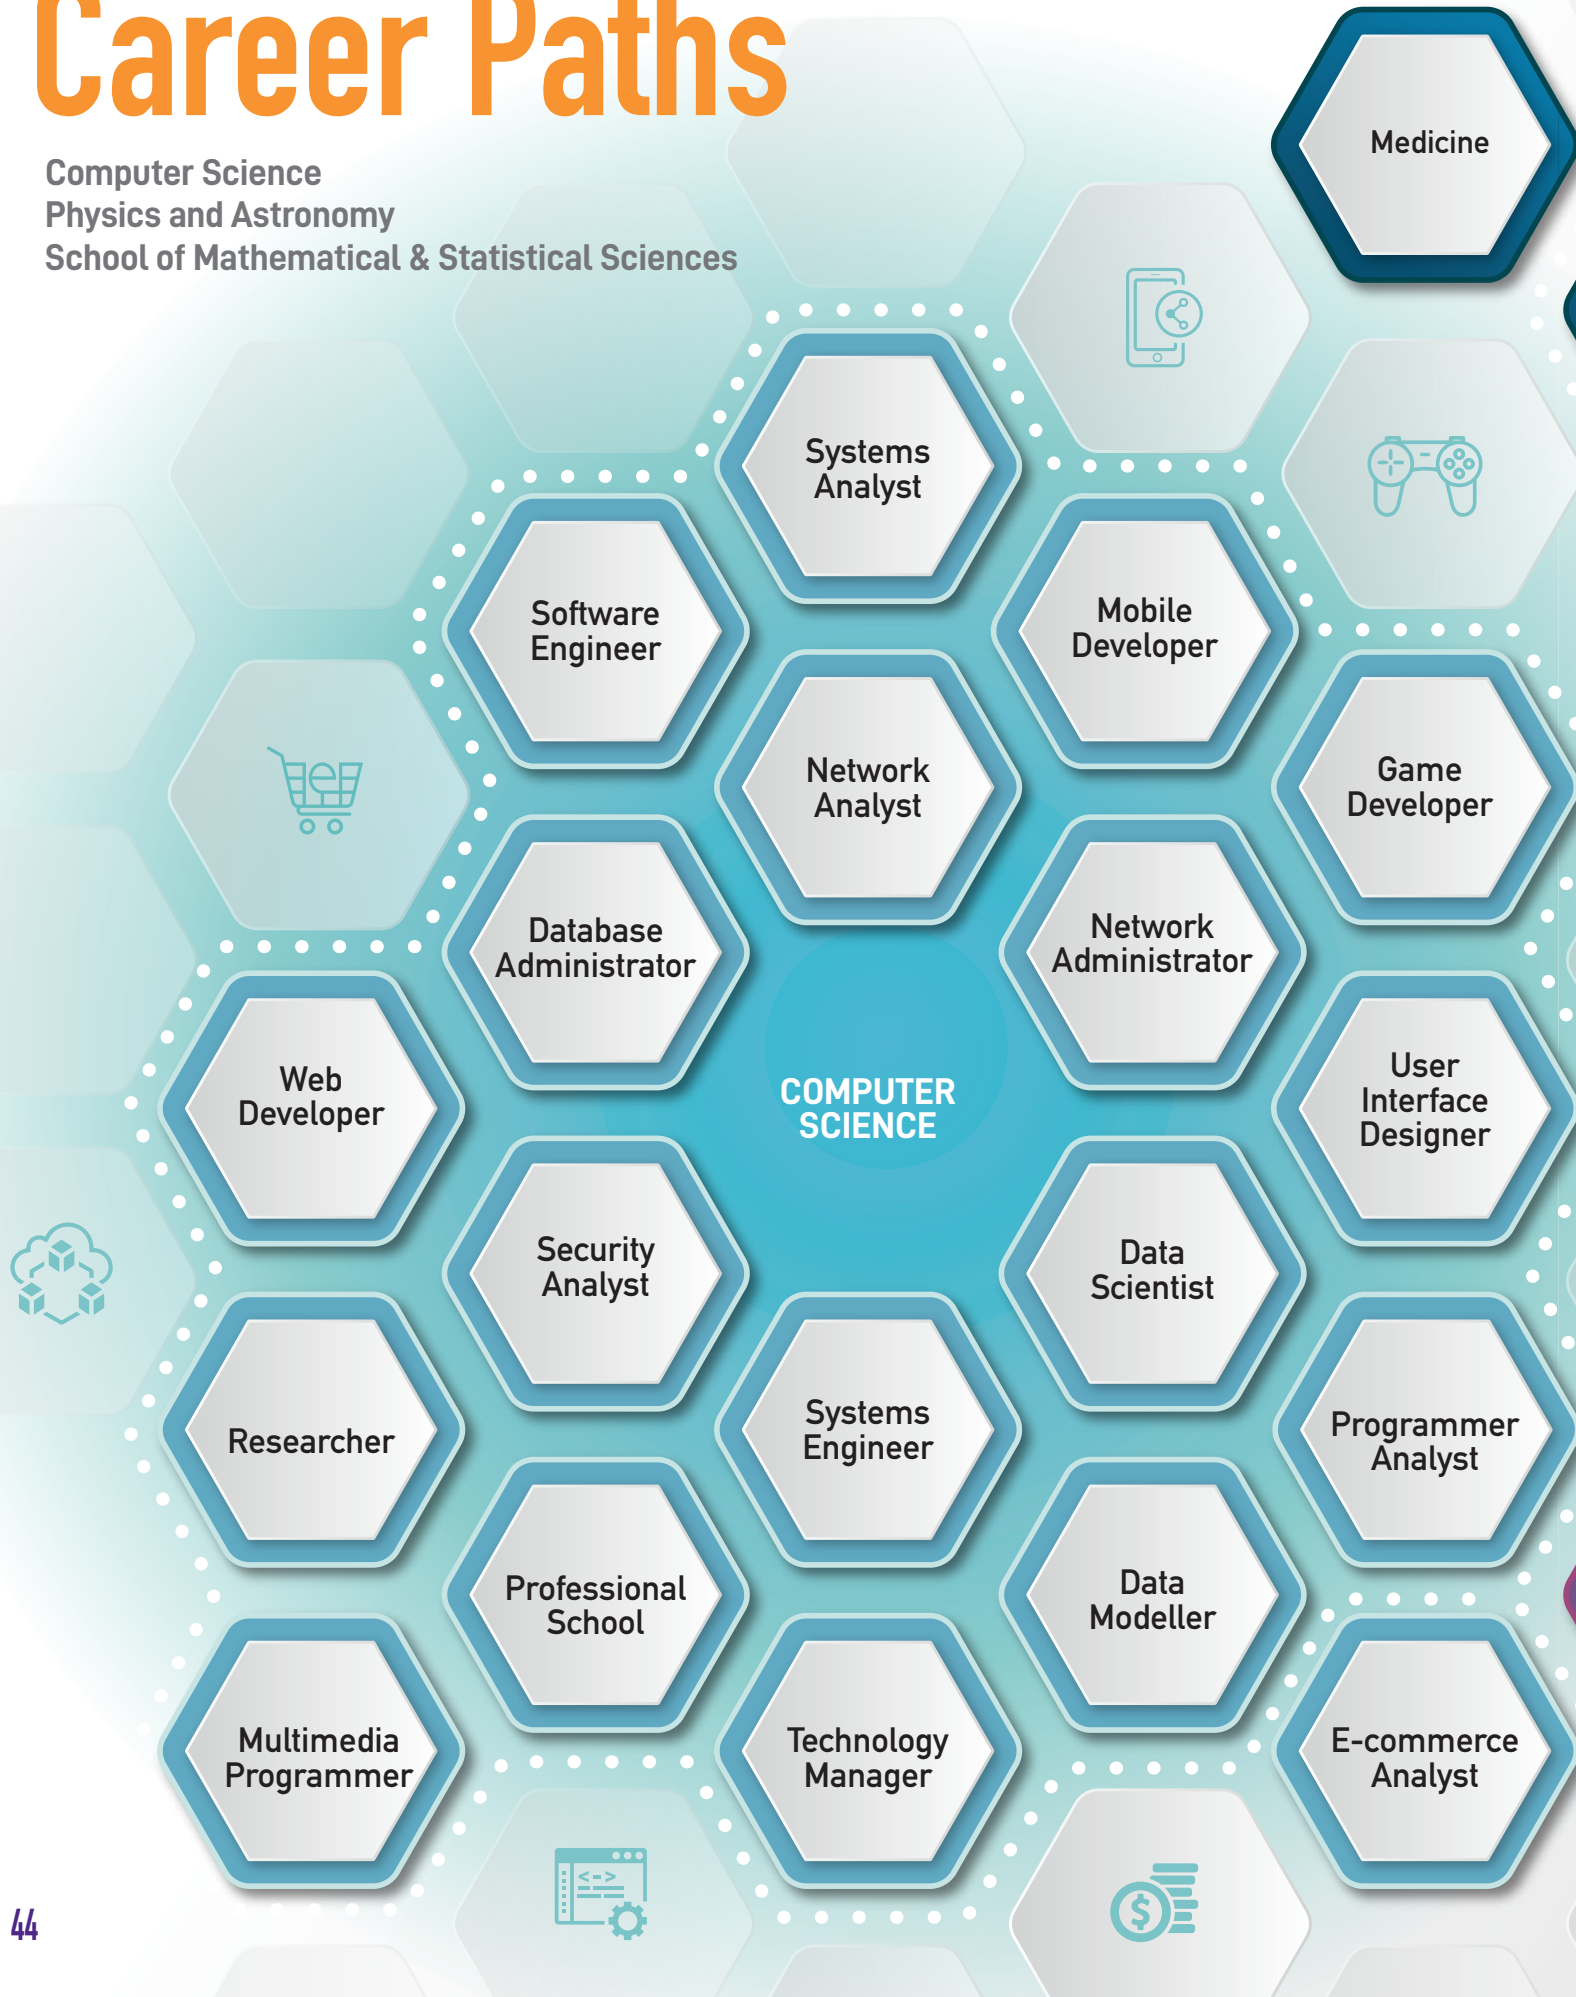 Career Paths
Computer Science
Physics and Astronomy
School of Mathematical & Statistical Sciences
Medicine
Systems
Analyst
Software
Engineer
Mobile
Developer
Network
Analyst
Game
Developer
Database
Administrator
Network
Administrator
Web
Developer
COMPUTER
SCIENCE
User
Interface
Designer
Security
Analyst
Data
Scientist
Researcher
Systems
Engineer
Programmer
Analyst
Professional
School
Data
Modeller
Multimedia
Programmer
Technology
Manager
E-commerce
Analyst
44